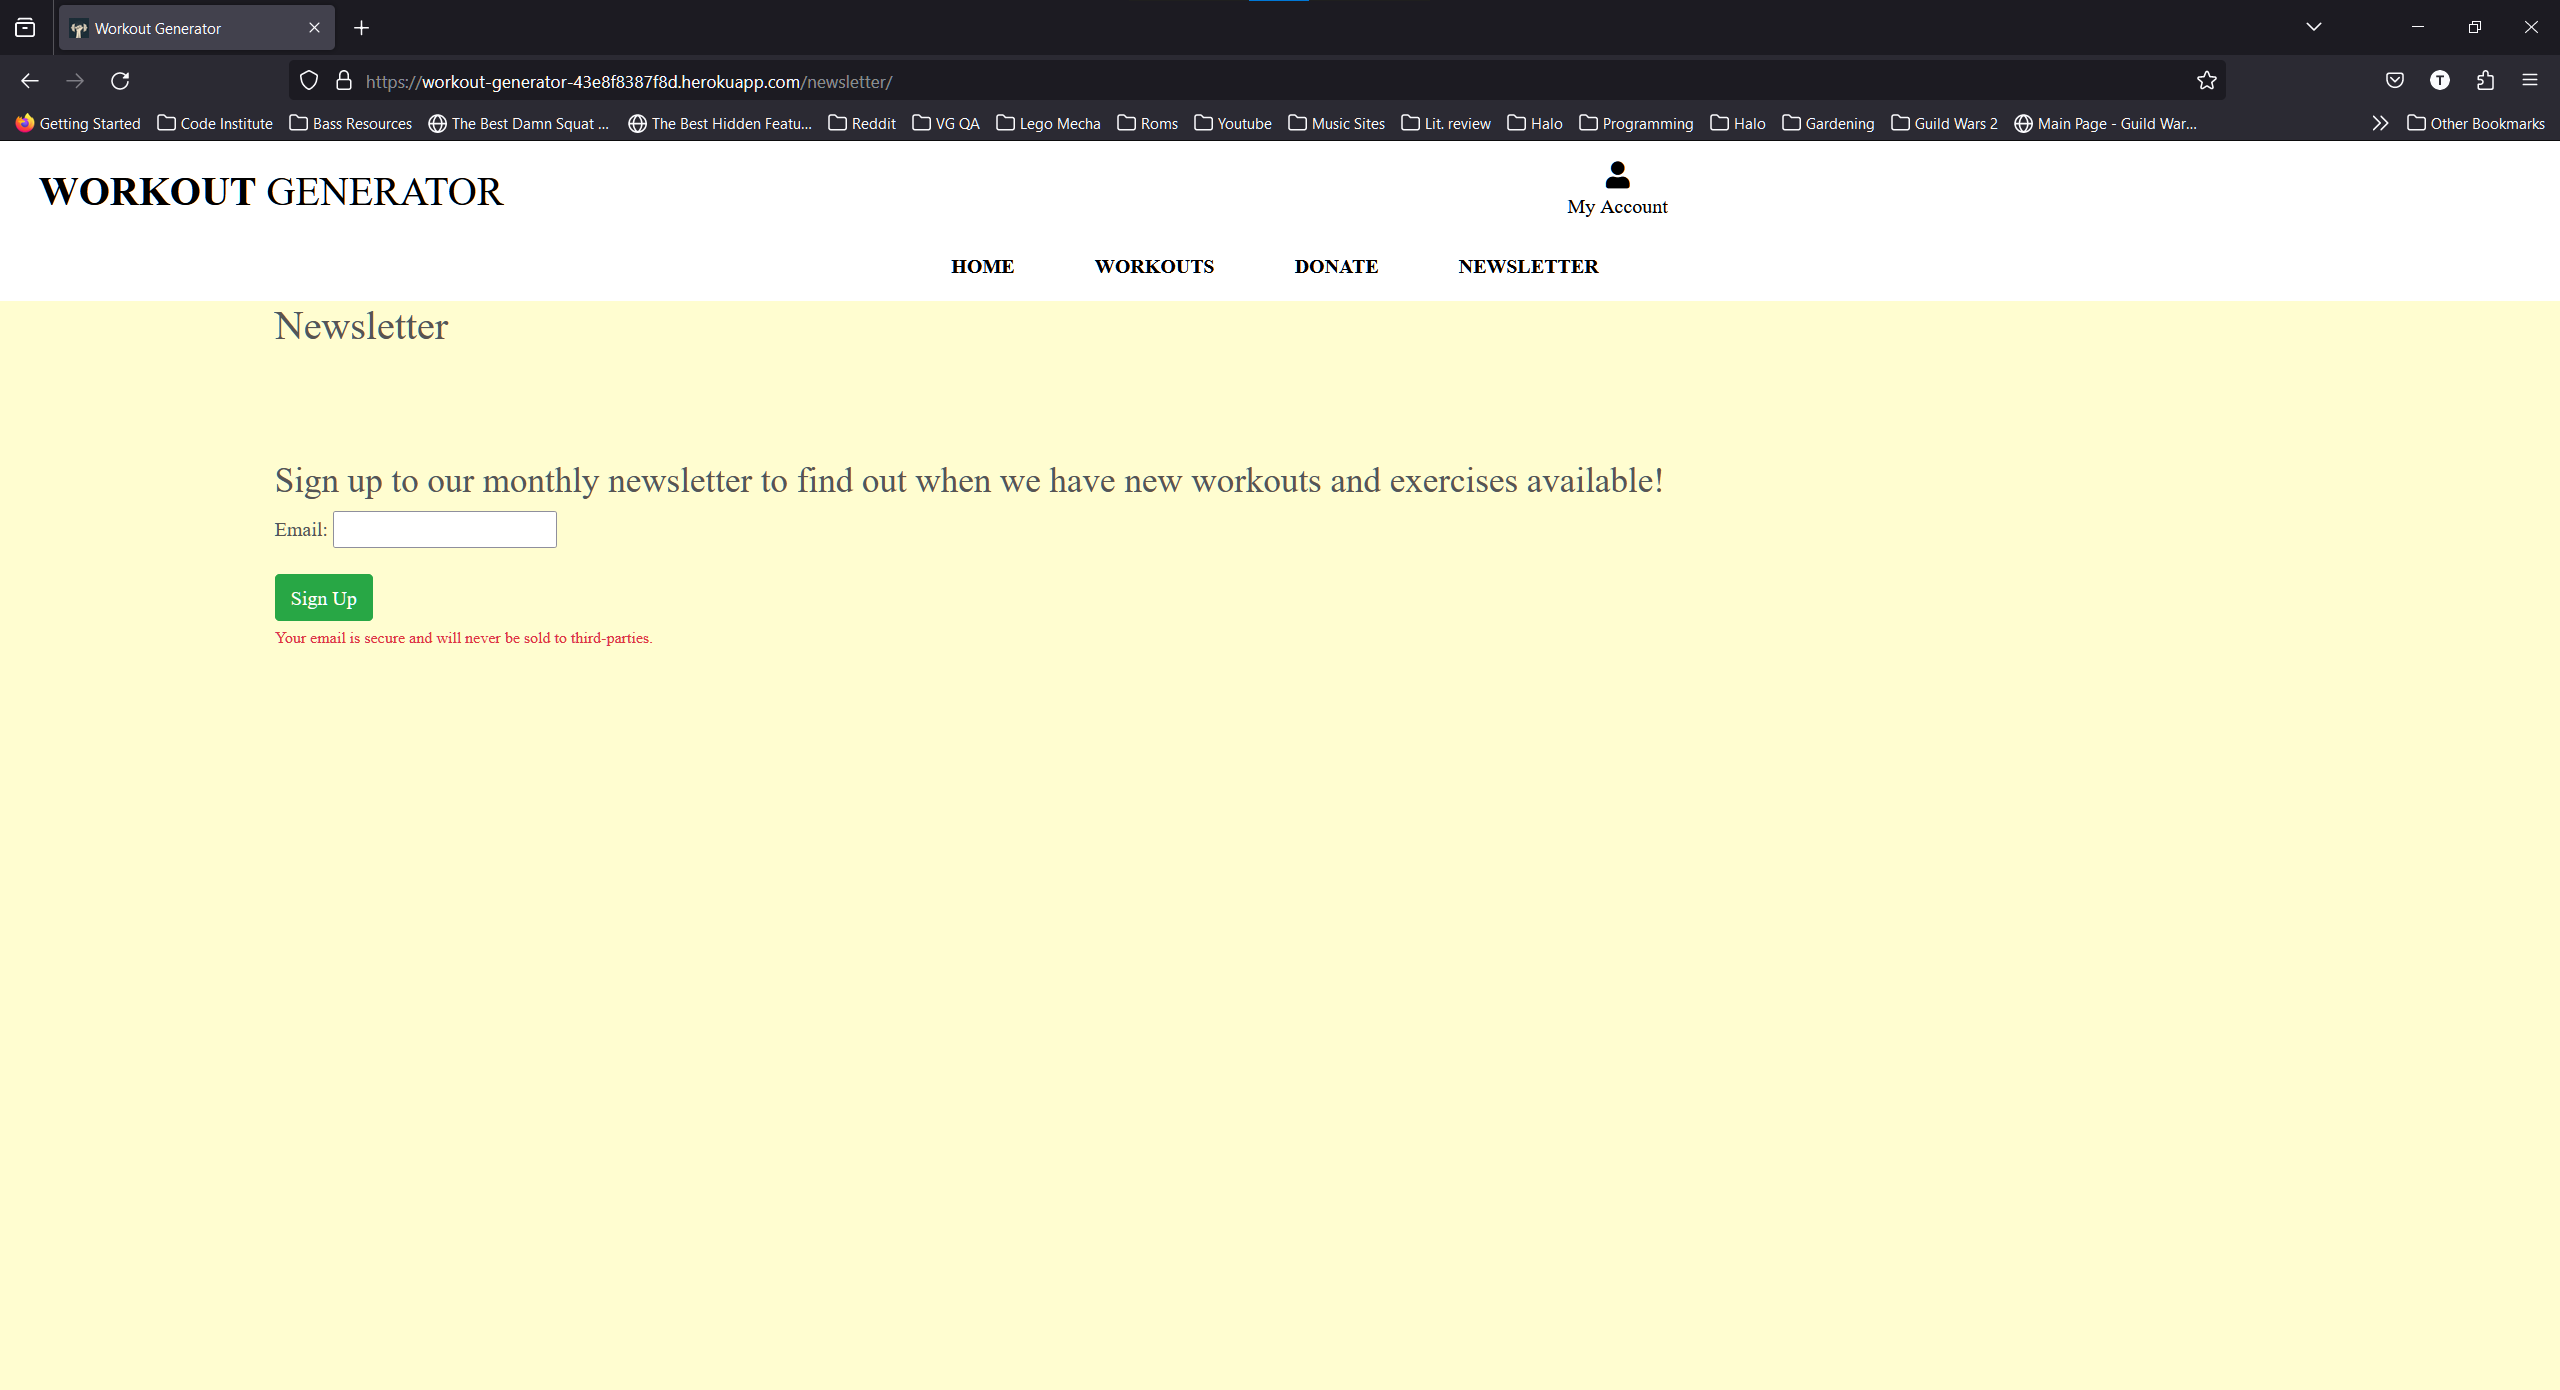 Workout Generator
https://workout-generator-43e8f8387f8d.herokuapp.com/newsletter/
T
Getting Started Code Institute Bass Resources The Best Damn Squat ... The Best Hidden Featu... Reddit VG QA Lego Mecha Roms Youtube Music Sites Lit. review Halo Programming Halo Gardening Guild Wars 2 Main Page - Guild War... Other Bookmarks
WORKOUT GENERATOR
My Account
HOME WORKOUTS DONATE NEWSLETTER
Newsletter
Sign up to our monthly newsletter to find out when we have new workouts and exercises available!
Email:
Sign Up
Your email is secure and will never be sold to third-parties.